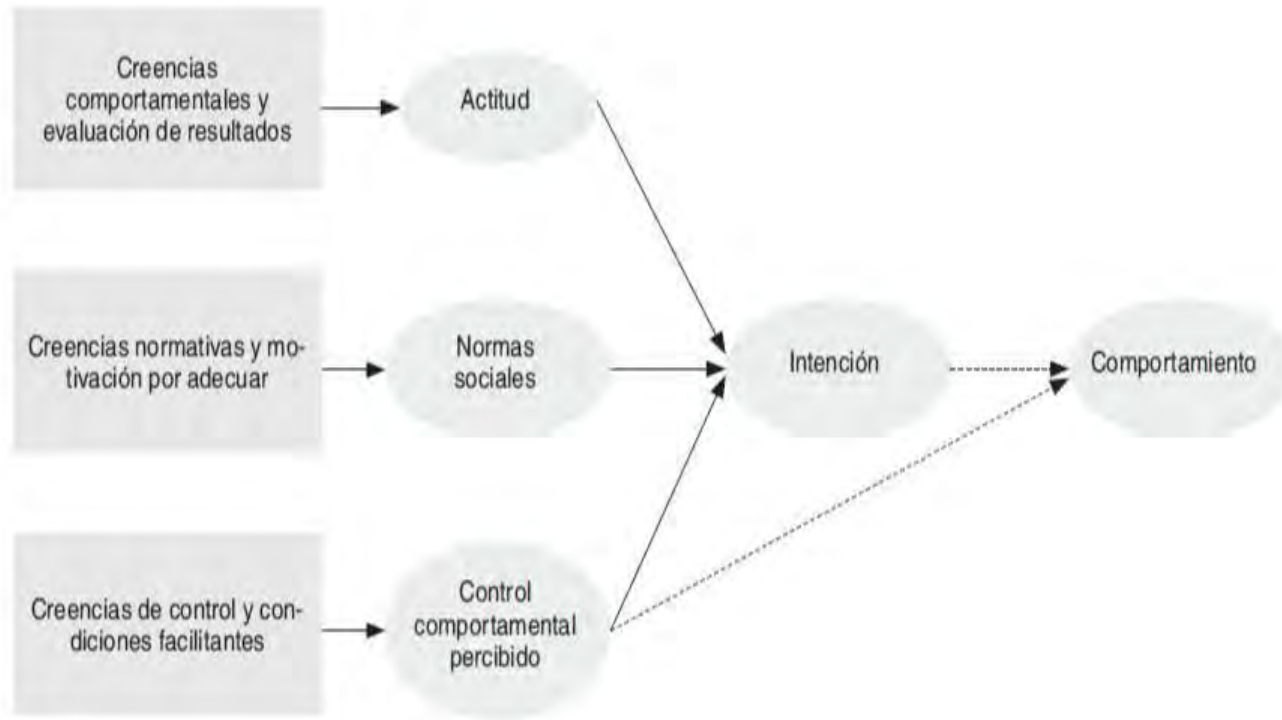 Creencias
comportamentales y
evaluación de resultados
Actitud
Creencias normativas y mo-
tivación por adecuar
Normas
sociales
Intención
Comportamiento
Creencias de control y con-
diciones facilitantes
Control
comportamental
percibido